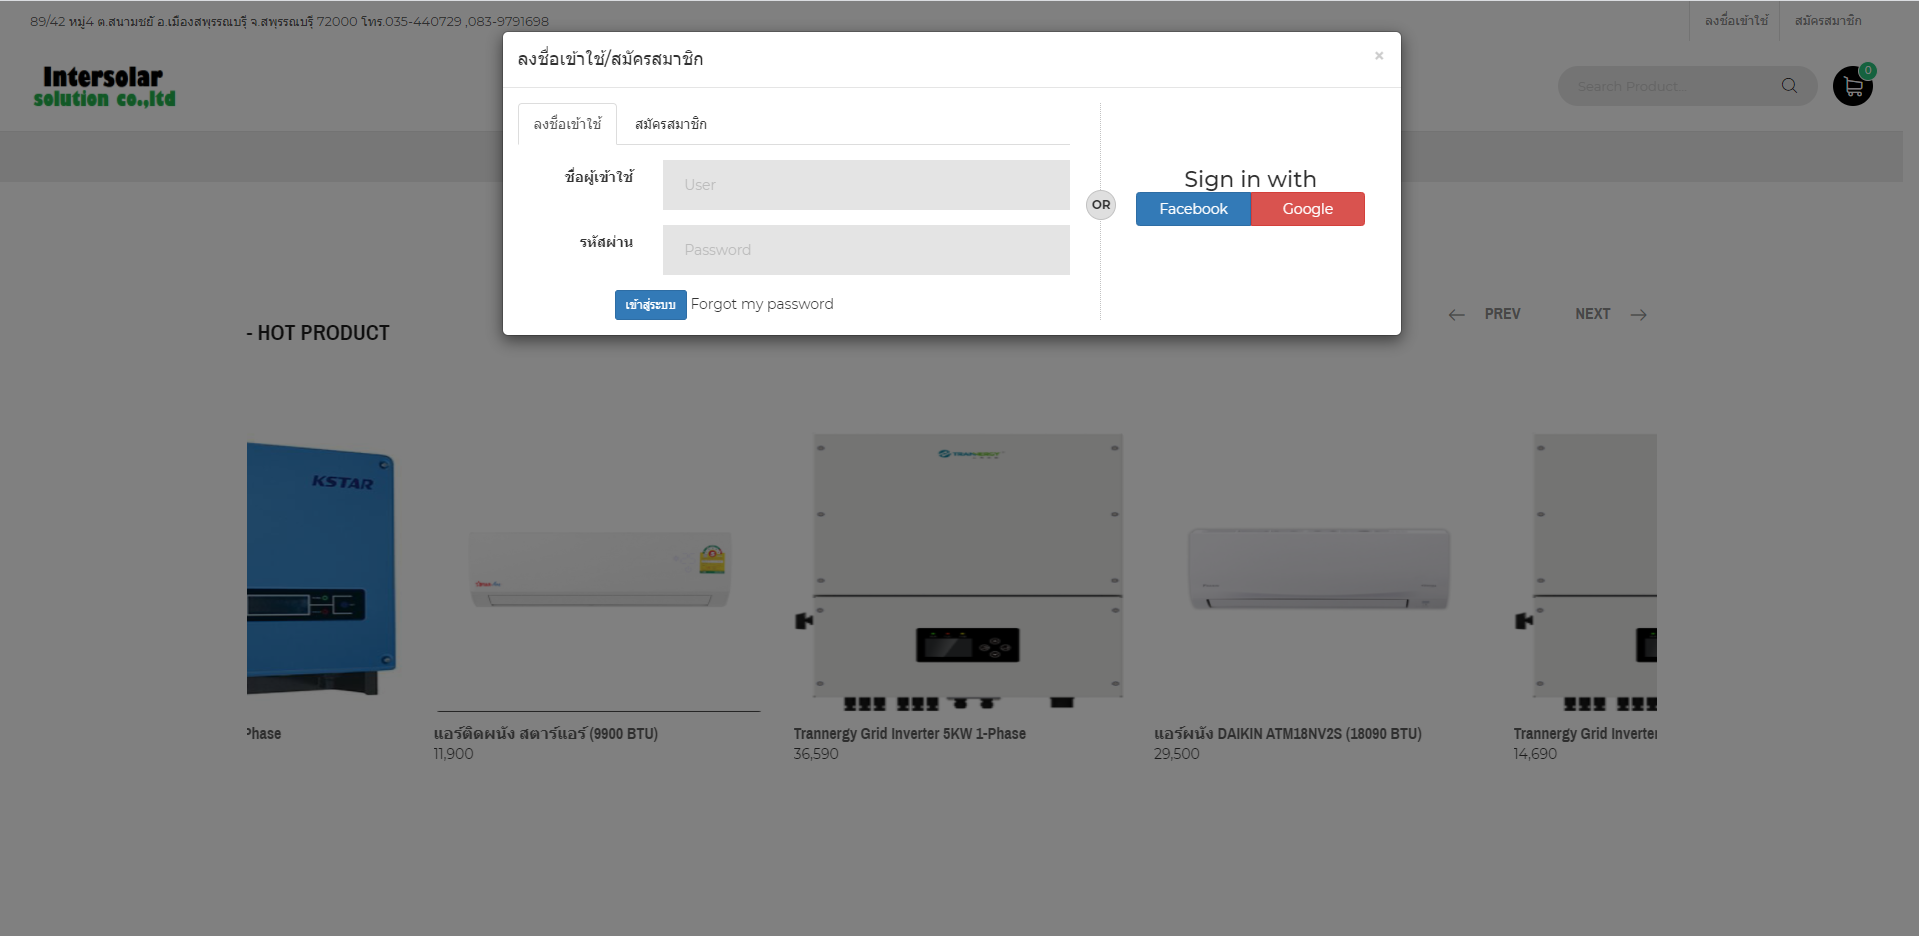 89/42 หมู่4 ต.สนามชัย อ.เมืองสุพรรณบุรี จ.สุพรรณบุรี 72000 โทร.035-440729 ,083-9791698
ลงชื่อเข้าใช้ สมัครสมาชิก
Intersolar
solution co.,ltd
Search Product...
0
ลงชื่อเข้าใช้/สมัครสมาชิก
×
ลงชื่อเข้าใช้ สมัครสมาชิก
ชื่อผู้เข้าใช้ User
รหัสผ่าน Password
เข้าสู่ระบบ Forgot my password
OR
Sign in with
Facebook Google
- HOT PRODUCT
PREV NEXT
KSTAR
Phase
แอร์ติดผนัง สตาร์แอร์ (9900 BTU)
11,900
Trannergy Grid Inverter 5KW 1-Phase
36,590
แอร์ผนัง DAIKIN ATM18NV2S (18090 BTU)
29,500
Trannergy Grid Inverter
14,690